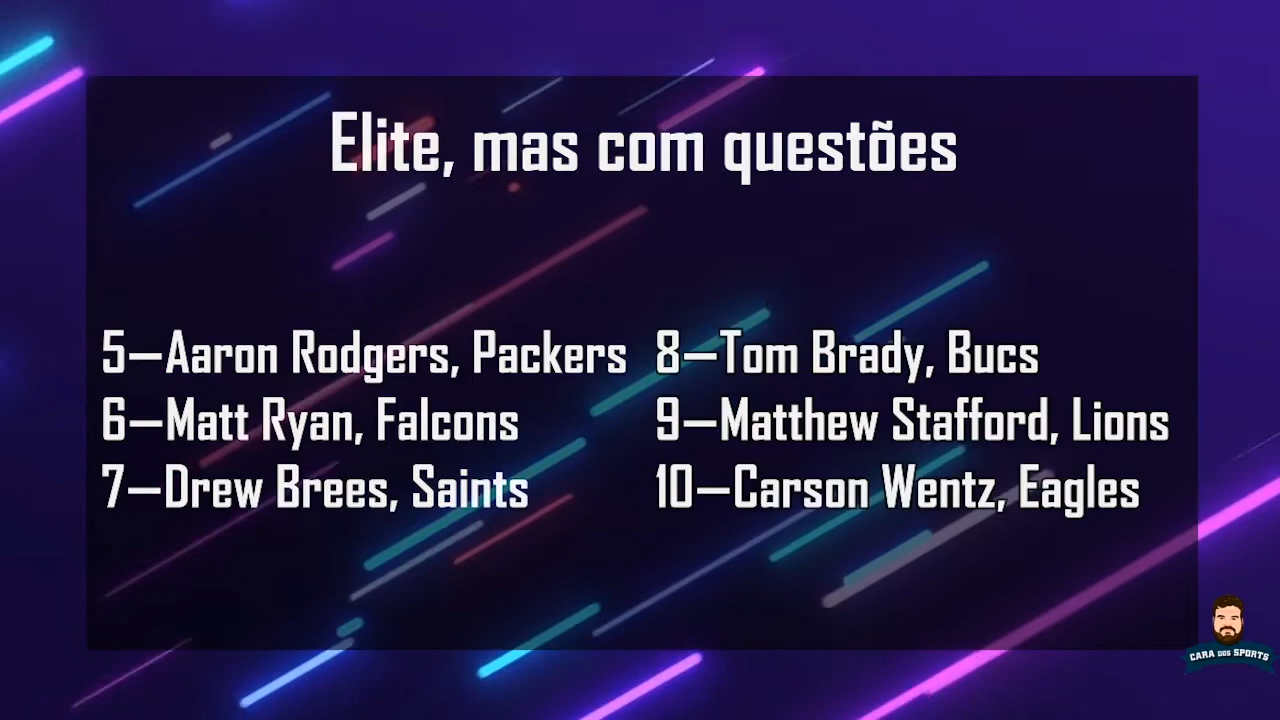 Elite, mas com questões
5—Aaron Rodgers, Packers
6—Matt Ryan, Falcons
7—Drew Brees, Saints
8—Tom Brady, Bucs
9—Matthew Stafford, Lions
10—Carson Wentz, Eagles
CARA DOS SPORTS